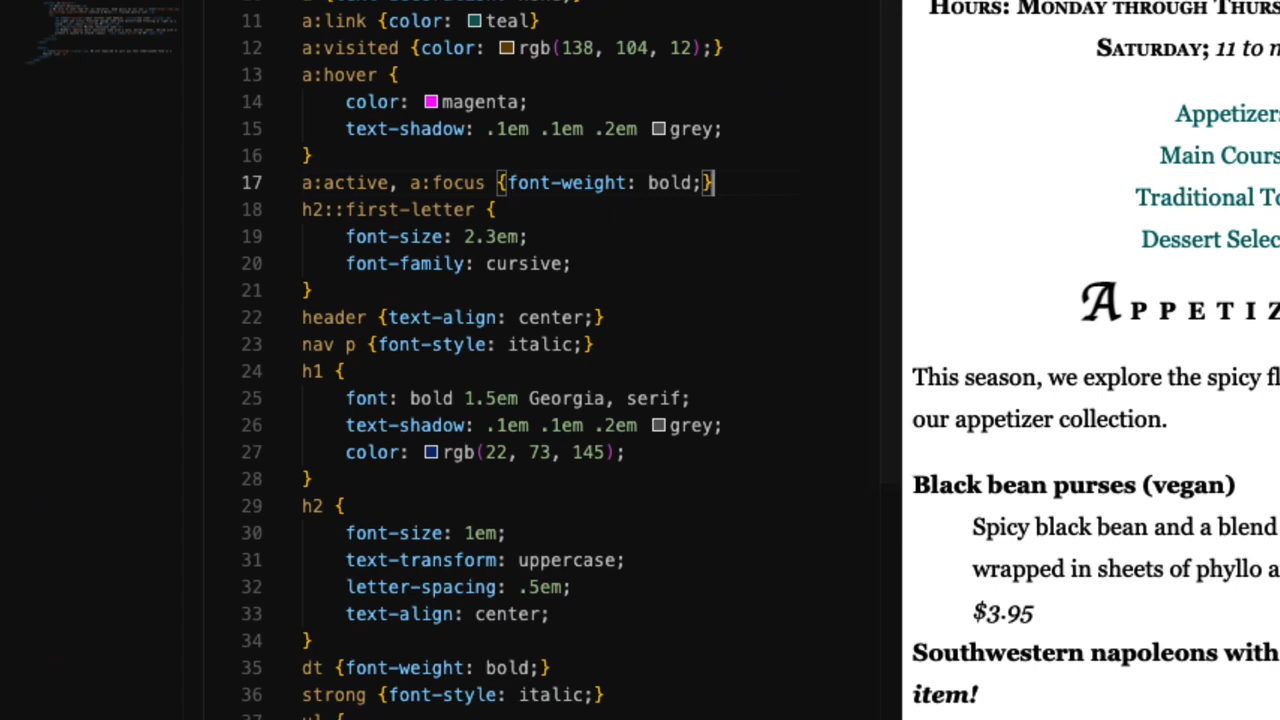 11 a:link {color: teal}
12 a:visited {color: rgb(138, 104, 12);}
13 a:hover {
14 color: magenta;
15 text-shadow: .1em .1em .2em grey;
16 }
17 a:active, a:focus {font-weight: bold;}
18 h2::first-letter {
19 font-size: 2.3em;
20 font-family: cursive;
21 }
22 header {text-align: center;}
23 nav p {font-style: italic;}
24 h1 {
25 font: bold 1.5em Georgia, serif;
26 text-shadow: .1em .1em .2em grey;
27 color: rgb(22, 73, 145);
28 }
29 h2 {
30 font-size: 1em;
31 text-transform: uppercase;
32 letter-spacing: .5em;
33 text-align: center;
34 }
35 dt {font-weight: bold;}
36 strong {font-style: italic;}
Hours: Monday through Thurs
Saturday; 11 to m
Appetizers
Main Cours
Traditional To
Dessert Selec
APPETIZ
This season, we explore the spicy fl
our appetizer collection.
Black bean purses (vegan)
Spicy black bean and a blend
wrapped in sheets of phyllo a
$3.95
Southwestern napoleons with
item!